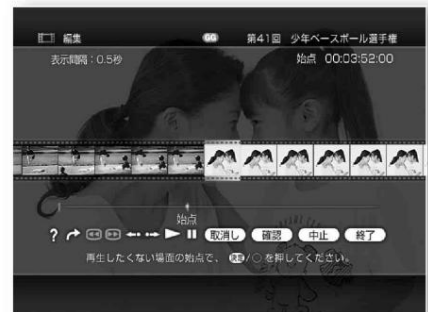 編集 GG 第41回 少年ベースボール選手権
表示間隔：0.5秒 始点 00:03:52:00
始点
? 取消し 確認 中止 終了
再生したくない場面の始点で、決定/○ を押してください。